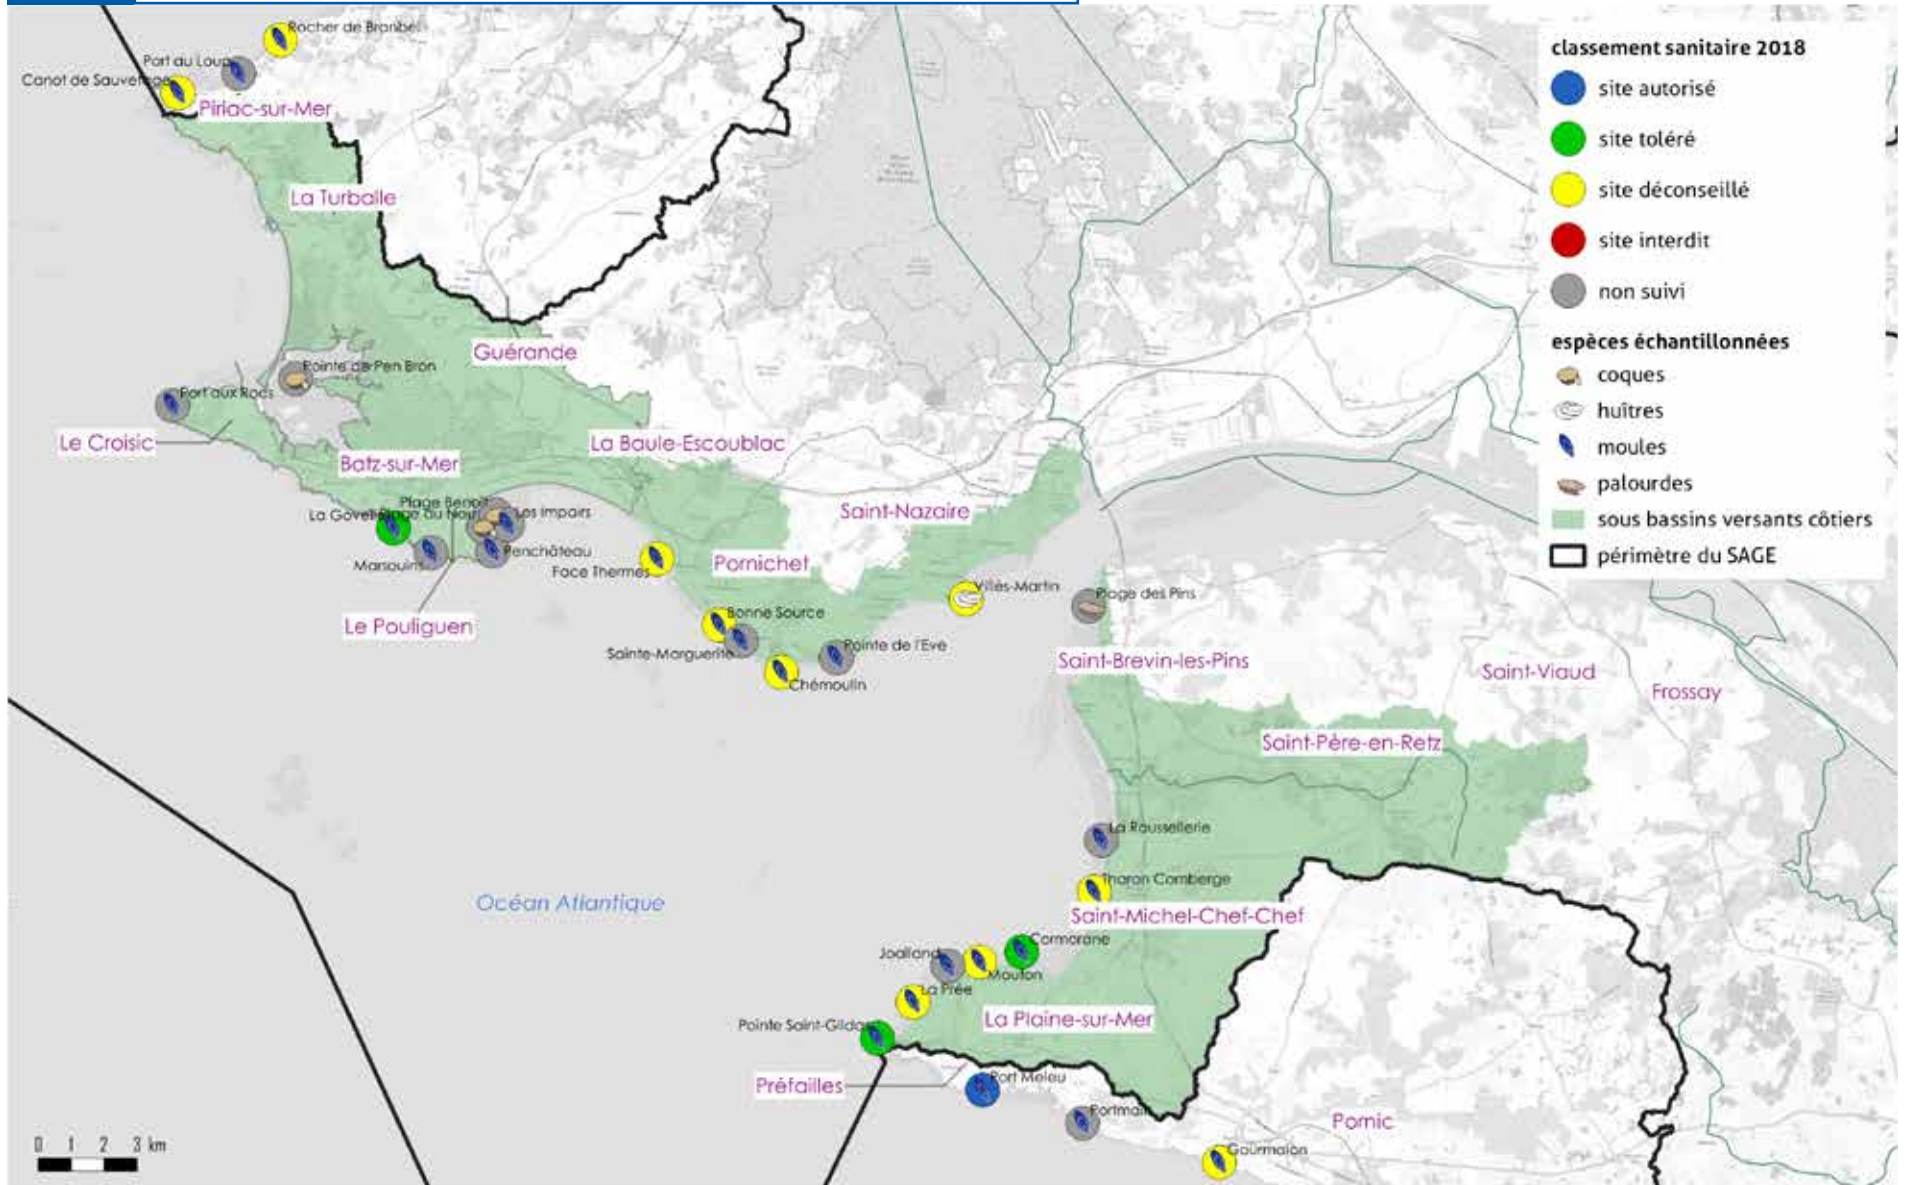 Rocher de Branbel
Port au Loup
Canot de Sauvetage
Piriac-sur-Mer
La Turballe
Guérande
Pointe de Pen Bron
Port aux Rocs
Le Croisic
Batz-sur-Mer
La Baule-Escoublac
Plage Benoît
La Govelle
Plage du Nau
Les Impairs
Marsouins
Penchâteau
Face Thermes
Le Pouliguen
Saint-Nazaire
Pornichet
Villès-Martin
Bonne Source
Sainte-Marguerite
Pointe de l'Eve
Chémoulin
Plage des Pins
Saint-Brevin-les-Pins
Saint-Viaud
Frossay
Saint-Père-en-Retz
La Roussellerie
Tharon Comberge
Saint-Michel-Chef-Chef
Océan Atlantique
Cormorane
Joalland
Mouton
La Prée
La Plaine-sur-Mer
Pointe Saint-Gildas
Préfailles
Port Meleu
Portmain
Pornic
Gourmalon
0 1 2 3 km
classement sanitaire 2018
site autorisé
site toléré
site déconseillé
site interdit
non suivi
espèces échantillonnées
coques
huîtres
moules
palourdes
sous bassins versants côtiers
périmètre du SAGE